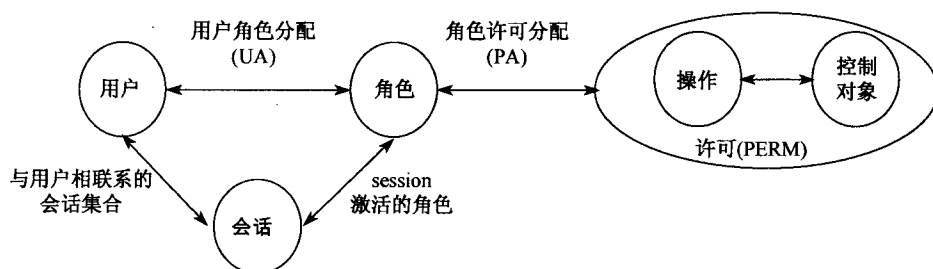 用户角色分配
(UA)
角色许可分配
(PA)
用户
角色
操作
控制
对象
许可(PERM)
与用户相联系的
会话集合
session
激活的角色
会话